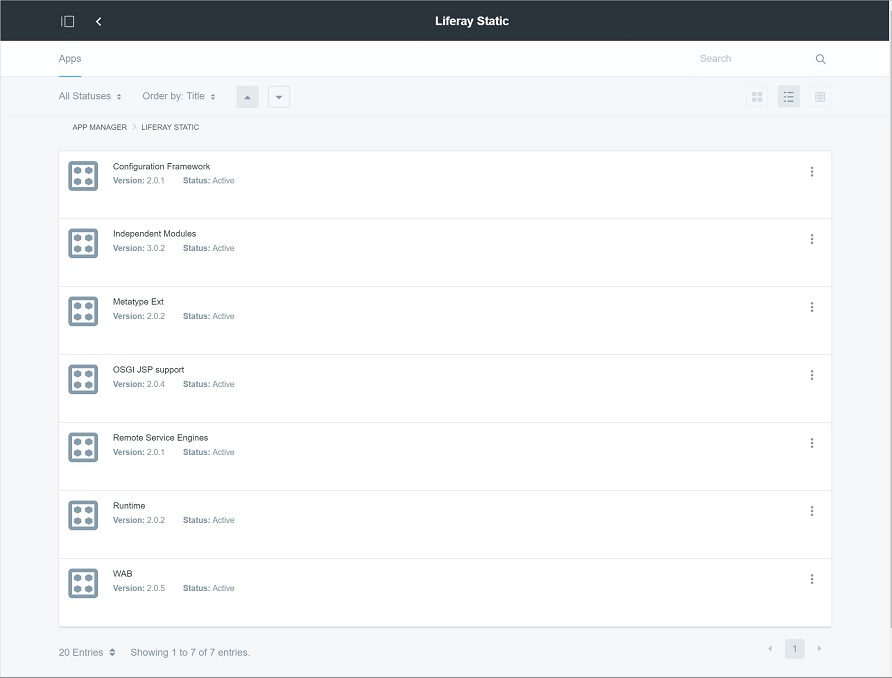 Liferay Static
Apps
Search
All Statuses
Order by: Title
APP MANAGER > LIFERAY STATIC
Configuration Framework
Version: 2.0.1 Status: Active
Independent Modules
Version: 3.0.2 Status: Active
Metatype Ext
Version: 2.0.2 Status: Active
OSGI JSP support
Version: 2.0.4 Status: Active
Remote Service Engines
Version: 2.0.1 Status: Active
Runtime
Version: 2.0.2 Status: Active
WAB
Version: 2.0.5 Status: Active
20 Entries
Showing 1 to 7 of 7 entries.
1